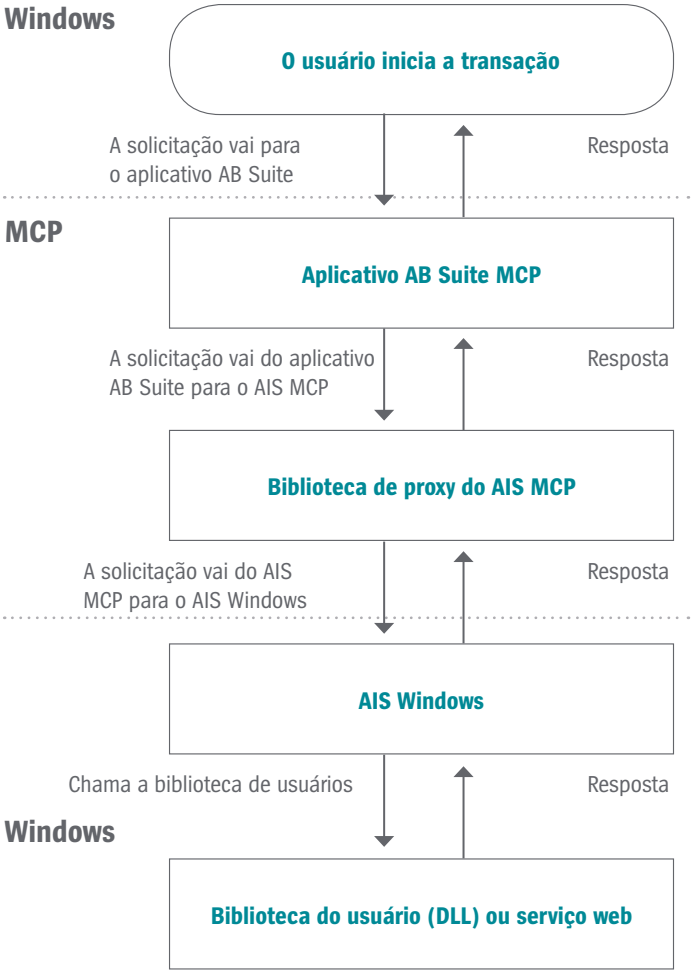 Windows
O usuário inicia a transação
A solicitação vai para
o aplicativo AB Suite
Resposta
MCP
Aplicativo AB Suite MCP
A solicitação vai do aplicativo
AB Suite para o AIS MCP
Resposta
Biblioteca de proxy do AIS MCP
A solicitação vai do AIS
MCP para o AIS Windows
Resposta
AIS Windows
Chama a biblioteca de usuários
Resposta
Windows
Biblioteca do usuário (DLL) ou serviço web